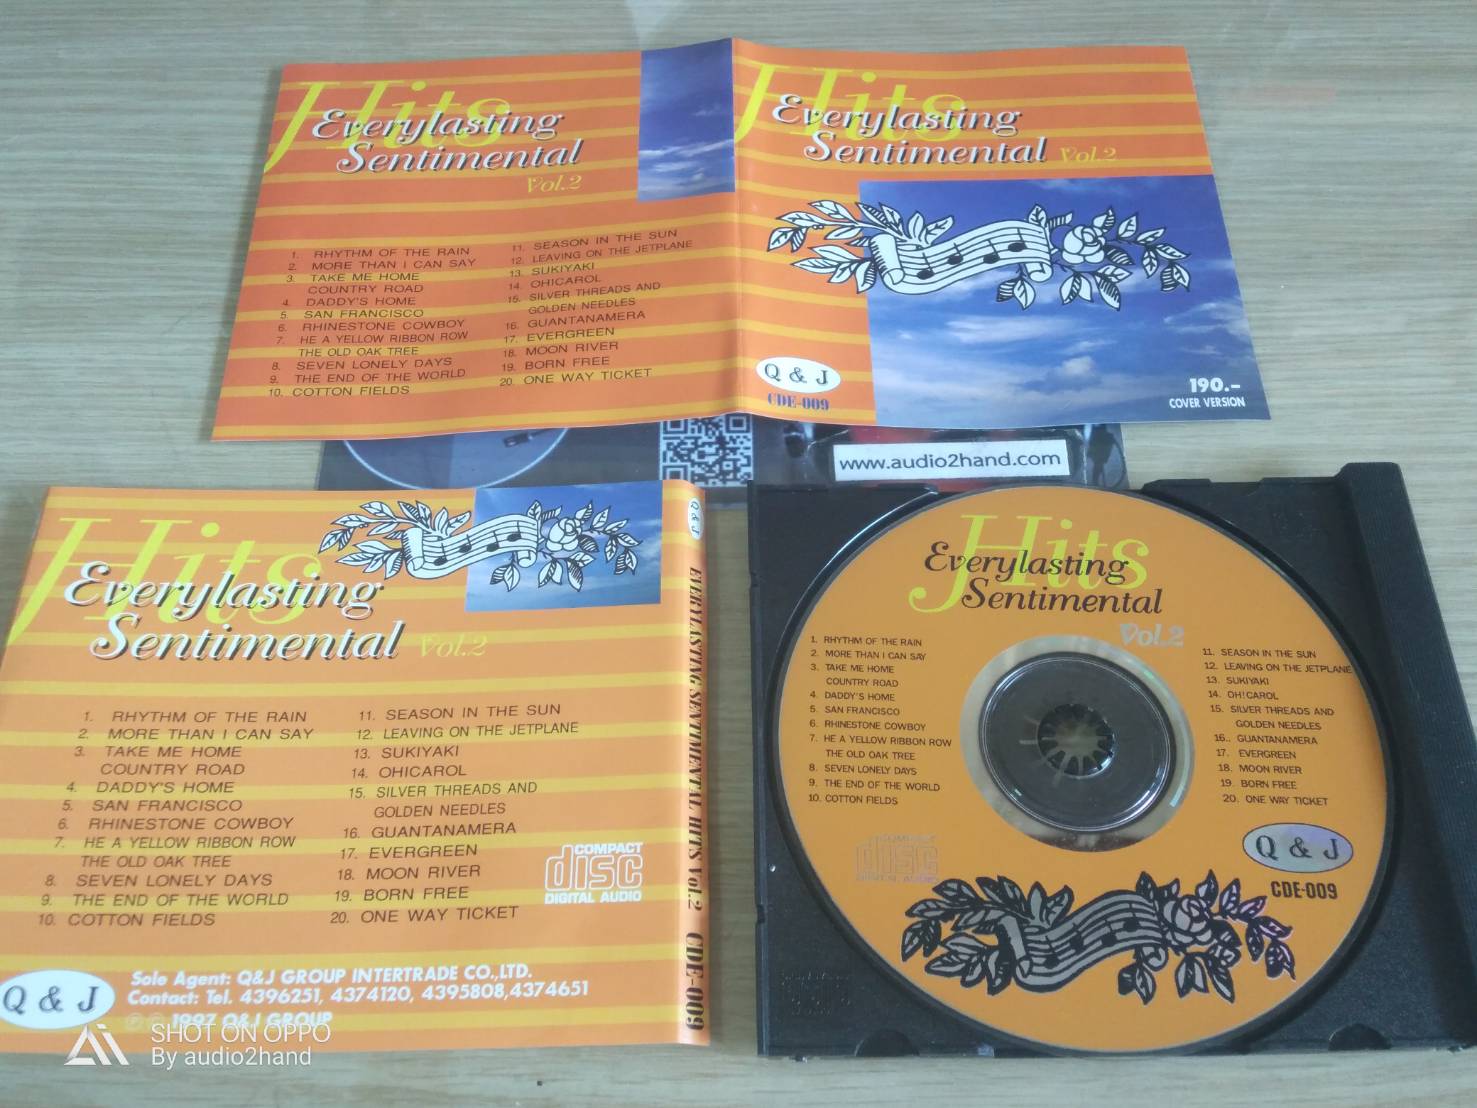 Hits
Everylasting
Sentimental
Vol.2
1. RHYTHM OF THE RAIN
2. MORE THAN I CAN SAY
3. TAKE ME HOME
COUNTRY ROAD
4. DADDY'S HOME
5. SAN FRANCISCO
6. RHINESTONE COWBOY
7. HE A YELLOW RIBBON ROW
THE OLD OAK TREE
8. SEVEN LONELY DAYS
9. THE END OF THE WORLD
10. COTTON FIELDS
11. SEASON IN THE SUN
12. LEAVING ON THE JETPLANE
13. SUKIYAKI
14. OHICAROL
15. SILVER THREADS AND
GOLDEN NEEDLES
16. GUANTANAMERA
17. EVERGREEN
18. MOON RIVER
19. BORN FREE
20. ONE WAY TICKET
Hits
Everylasting
Sentimental Vol.2
Q & J
CDE-009
190.-
COVER VERSION
www.audio2hand.com
Hits
Everylasting
Sentimental Vol.2
1. RHYTHM OF THE RAIN
2. MORE THAN I CAN SAY
3. TAKE ME HOME
COUNTRY ROAD
4. DADDY'S HOME
5. SAN FRANCISCO
6. RHINESTONE COWBOY
7. HE A YELLOW RIBBON ROW
THE OLD OAK TREE
8. SEVEN LONELY DAYS
9. THE END OF THE WORLD
10. COTTON FIELDS
11. SEASON IN THE SUN
12. LEAVING ON THE JETPLANE
13. SUKIYAKI
14. OHICAROL
15. SILVER THREADS AND
GOLDEN NEEDLES
16. GUANTANAMERA
17. EVERGREEN
18. MOON RIVER
19. BORN FREE
20. ONE WAY TICKET
COMPACT
disc
DIGITAL AUDIO
Q & J
Sole Agent: Q&J GROUP INTERTRADE CO.,LTD.
Contact: Tel. 4396251, 4374120, 4395808,4374651
Ⓟ © 1997 Q&J GROUP
Q & J
EVERYLASTING SENTIMENTAL HITS Vol.2 CDE-009
SHOT ON OPPO
By audio2hand
Hits
Everylasting
Sentimental
Vol.2
1. RHYTHM OF THE RAIN
2. MORE THAN I CAN SAY
3. TAKE ME HOME
COUNTRY ROAD
4. DADDY'S HOME
5. SAN FRANCISCO
6. RHINESTONE COWBOY
7. HE A YELLOW RIBBON ROW
THE OLD OAK TREE
8. SEVEN LONELY DAYS
9. THE END OF THE WORLD
10. COTTON FIELDS
11. SEASON IN THE SUN
12. LEAVING ON THE JETPLANE
13. SUKIYAKI
14. OH!CAROL
15. SILVER THREADS AND
GOLDEN NEEDLES
16.. GUANTANAMERA
17. EVERGREEN
18. MOON RIVER
19. BORN FREE
20. ONE WAY TICKET
COMPACT
disc
DIGITAL AUDIO
Q & J
CDE-009